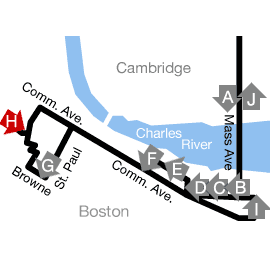 Cambridge
A
J
Comm. Ave.
H
Charles
River
Mass Ave
F
E
G
St. Paul
Browne
Comm. Ave.
D
C
B
I
Boston